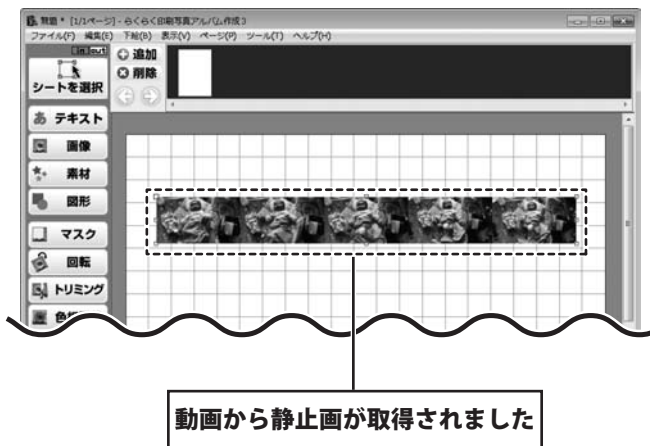 無題 * [1/1ページ] - らくらく印刷写真アルバム作成3
ファイル(F) 編集(E) 下絵(B) 表示(V) ページ(P) ツール(T) ヘルプ(H)
in out
追加
削除
シートを選択
テキスト
画像
素材
図形
マスク
回転
トリミング
動画から静止画が取得されました